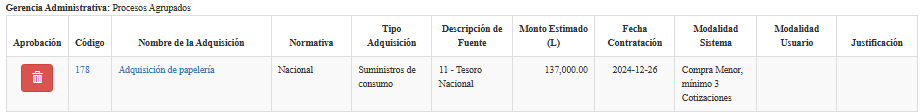 Gerencia Administrativa: Procesos Agrupados
Aprobación Código Nombre de la Adquisición Normativa Tipo Adquisición Descripción de Fuente Monto Estimado (L) Fecha Contratación Modalidad Sistema Modalidad Usuario Justificación
178 Adquisición de papelería Nacional Suministros de consumo 11 - Tesoro Nacional 137,000.00 2024-12-26 Compra Menor, mínimo 3 Cotizaciones